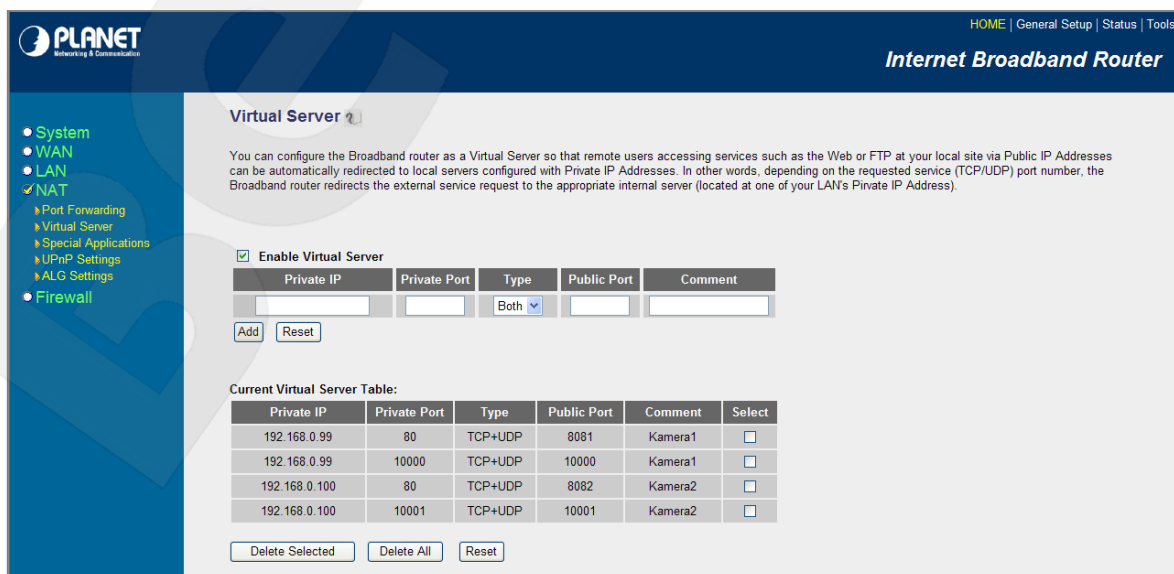 PLANET
Networking & Communication
HOME | General Setup | Status | Tools
Internet Broadband Router
System
WAN
LAN
NAT
Port Forwarding
Virtual Server
Special Applications
UPnP Settings
ALG Settings
Firewall
Virtual Server
You can configure the Broadband router as a Virtual Server so that remote users accessing services such as the Web or FTP at your local site via Public IP Addresses
can be automatically redirected to local servers configured with Private IP Addresses. In other words, depending on the requested service (TCP/UDP) port number, the
Broadband router redirects the external service request to the appropriate internal server (located at one of your LAN's Private IP Address).
Enable Virtual Server
Private IP Private Port Type Public Port Comment
Both
Add Reset
Current Virtual Server Table:
Private IP Private Port Type Public Port Comment Select
192.168.0.99 80 TCP+UDP 8081 Kamera1
192.168.0.99 10000 TCP+UDP 10000 Kamera1
192.168.0.100 80 TCP+UDP 8082 Kamera2
192.168.0.100 10001 TCP+UDP 10001 Kamera2
Delete Selected Delete All Reset